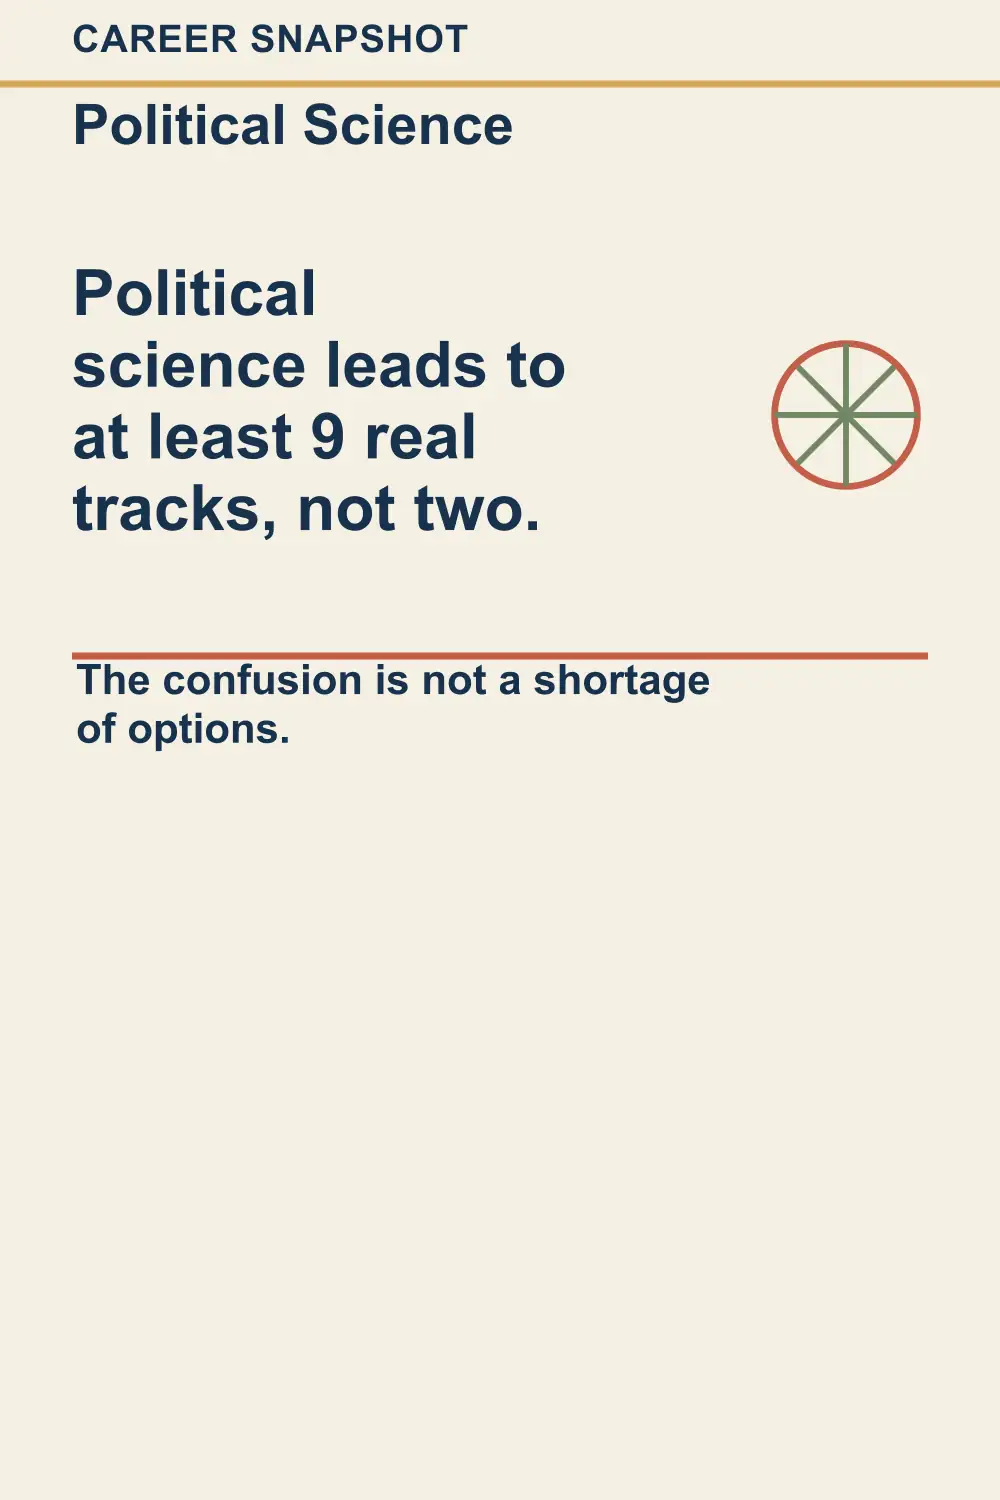 CAREER SNAPSHOT
Political Science
Political
science leads to
at least 9 real
tracks, not two.
The confusion is not a shortage
of options.